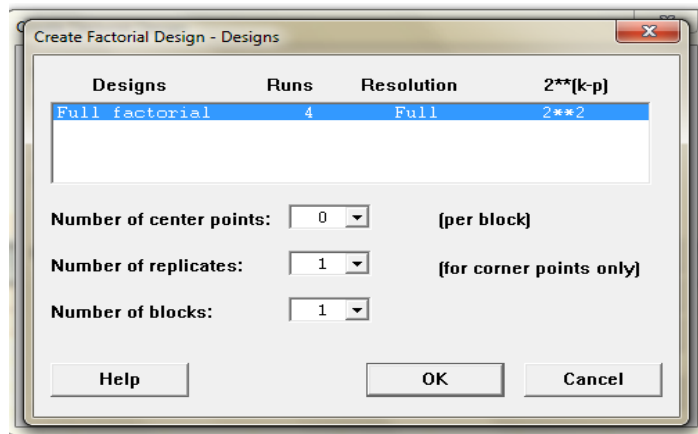 Create Factorial Design - Designs
Designs Runs Resolution 2**(k-p)
Full factorial 4 Full 2**2
Number of center points: 0 (per block)
Number of replicates: 1 (for corner points only)
Number of blocks: 1
Help OK Cancel